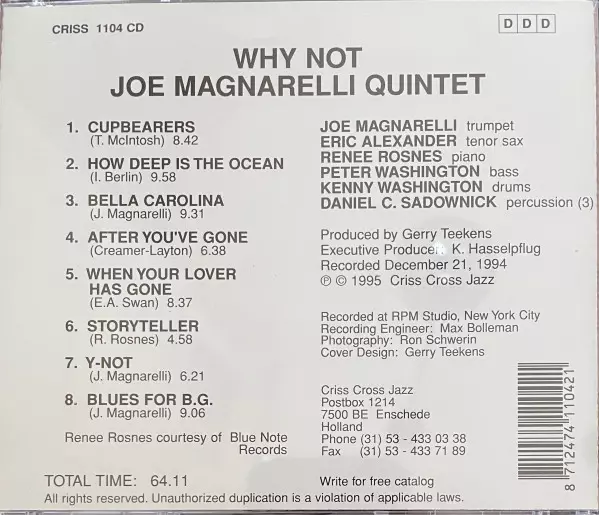 CRISS 1104 CD
D D D
WHY NOT
JOE MAGNARELLI QUINTET
1. CUPBEARERS
(T. McIntosh) 8.42
2. HOW DEEP IS THE OCEAN
(I. Berlin) 9.58
3. BELLA CAROLINA
(J. Magnarelli) 9.31
4. AFTER YOU'VE GONE
(Creamer-Layton) 6.38
5. WHEN YOUR LOVER
HAS GONE
(E.A. Swan) 8.37
6. STORYTELLER
(R. Rosnes) 4.58
7. Y-NOT
(J. Magnarelli) 6.21
8. BLUES FOR B.G.
(J. Magnarelli) 9.06
Renee Rosnes courtesy of Blue Note
Records
JOE MAGNARELLI trumpet
ERIC ALEXANDER tenor sax
RENEE ROSNES piano
PETER WASHINGTON bass
KENNY WASHINGTON drums
DANIEL C. SADOWNICK percussion (3)
Produced by Gerry Teekens
Executive Producer: K. Hasselpflug
Recorded December 21, 1994
℗ © 1995 Criss Cross Jazz
Recorded at RPM Studio, New York City
Recording Engineer: Max Bolleman
Photography: Ron Schwerin
Cover Design: Gerry Teekens
Criss Cross Jazz
Postbox 1214
7500 BE Enschede
Holland
Phone (31) 53 - 433 03 38
Fax (31) 53 - 433 71 89
8 712474 110421
TOTAL TIME: 64.11
Write for free catalog
All rights reserved. Unauthorized duplication is a violation of applicable laws.